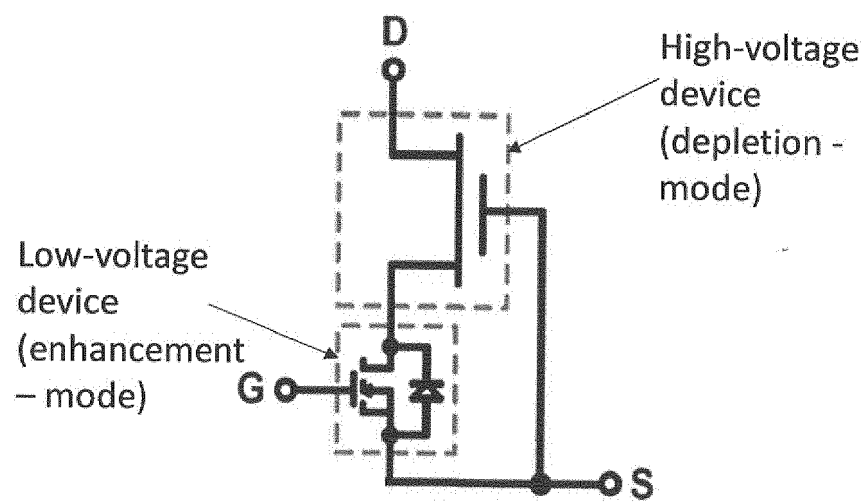 D
High-voltage
device
(depletion -
mode)
Low-voltage
device
(enhancement
– mode)
G
S